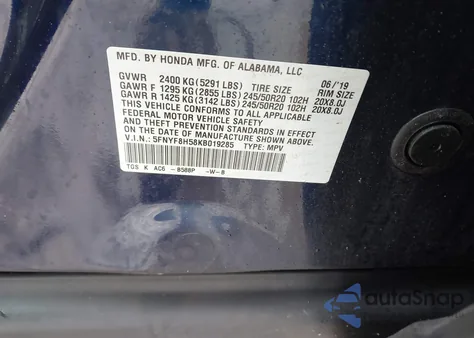 MFD. BY HONDA MFG. OF ALABAMA, LLC
GVWR 2400 KG (5291 LBS) TIRE SIZE 06/'19 RIM SIZE
GAWR F 1295 KG (2855 LBS) 245/50R20 102H 20X8.0J
GAWR R 1425 KG (3142 LBS) 245/50R20 102H 20X8.0J
THIS VEHICLE CONFORMS TO ALL APPLICABLE
FEDERAL MOTOR VEHICLE SAFETY STANDARDS IN
EFFECT ON THE DATE OF MANUFACTURE SHOWN ABOVE.
V.I.N.: 5FNYF8H58KB019285 TYPE: MPV
TGS K AC6 - B588P -W-B
autoSnap